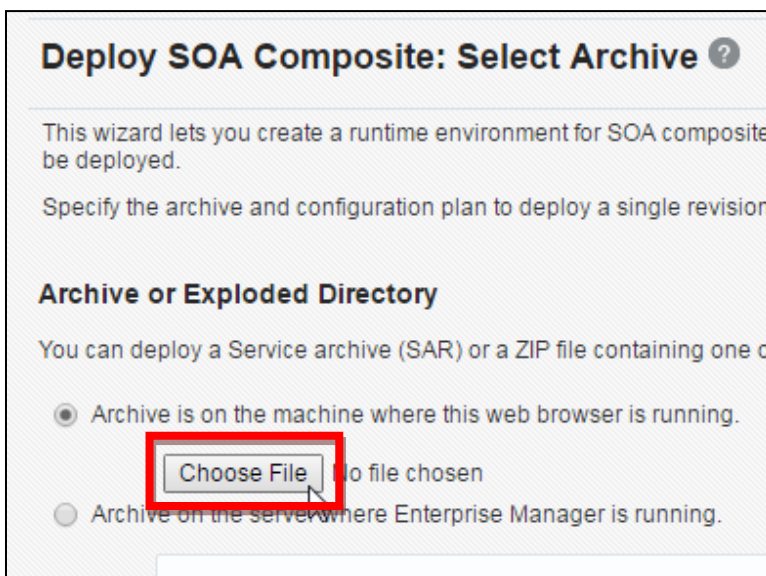 Deploy SOA Composite: Select Archive ?
This wizard lets you create a runtime environment for SOA composite
be deployed.
Specify the archive and configuration plan to deploy a single revision
Archive or Exploded Directory
You can deploy a Service archive (SAR) or a ZIP file containing one o
Archive is on the machine where this web browser is running.
Choose File No file chosen
Archive on the server where Enterprise Manager is running.